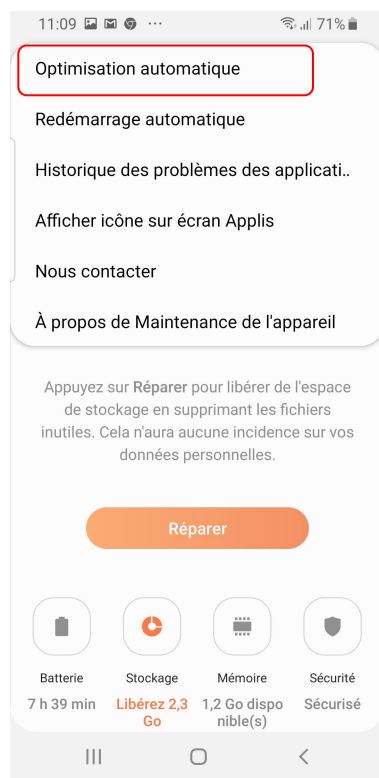 11:09 71%
Optimisation automatique
Redémarrage automatique
Historique des problèmes des applicati..
Afficher icône sur écran Applis
Nous contacter
À propos de Maintenance de l'appareil
Appuyez sur Réparer pour libérer de l'espace
de stockage en supprimant les fichiers
inutiles. Cela n'aura aucune incidence sur vos
données personnelles.
Réparer
Batterie Stockage Mémoire Sécurité
7 h 39 min Libérez 2,3 1,2 Go dispo Sécurisé
Go nible(s)